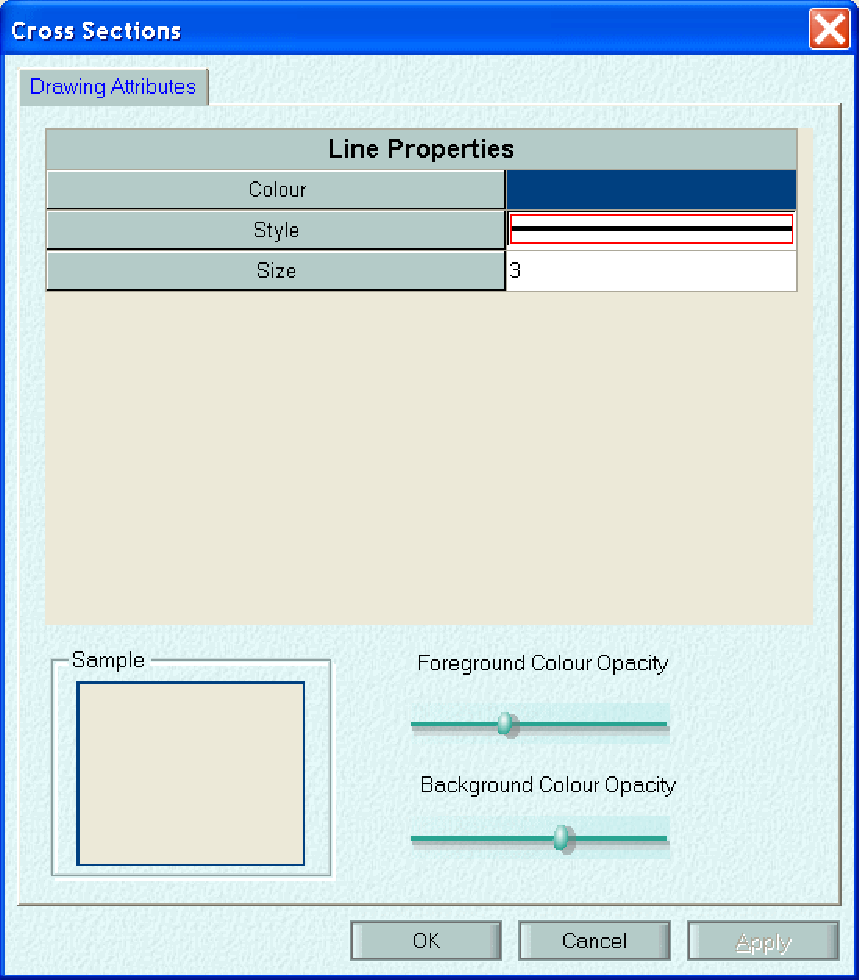 Cross Sections
Drawing Attributes
Line Properties
Colour
Style
Size 3
Sample
Foreground Colour Opacity
Background Colour Opacity
OK Cancel Apply